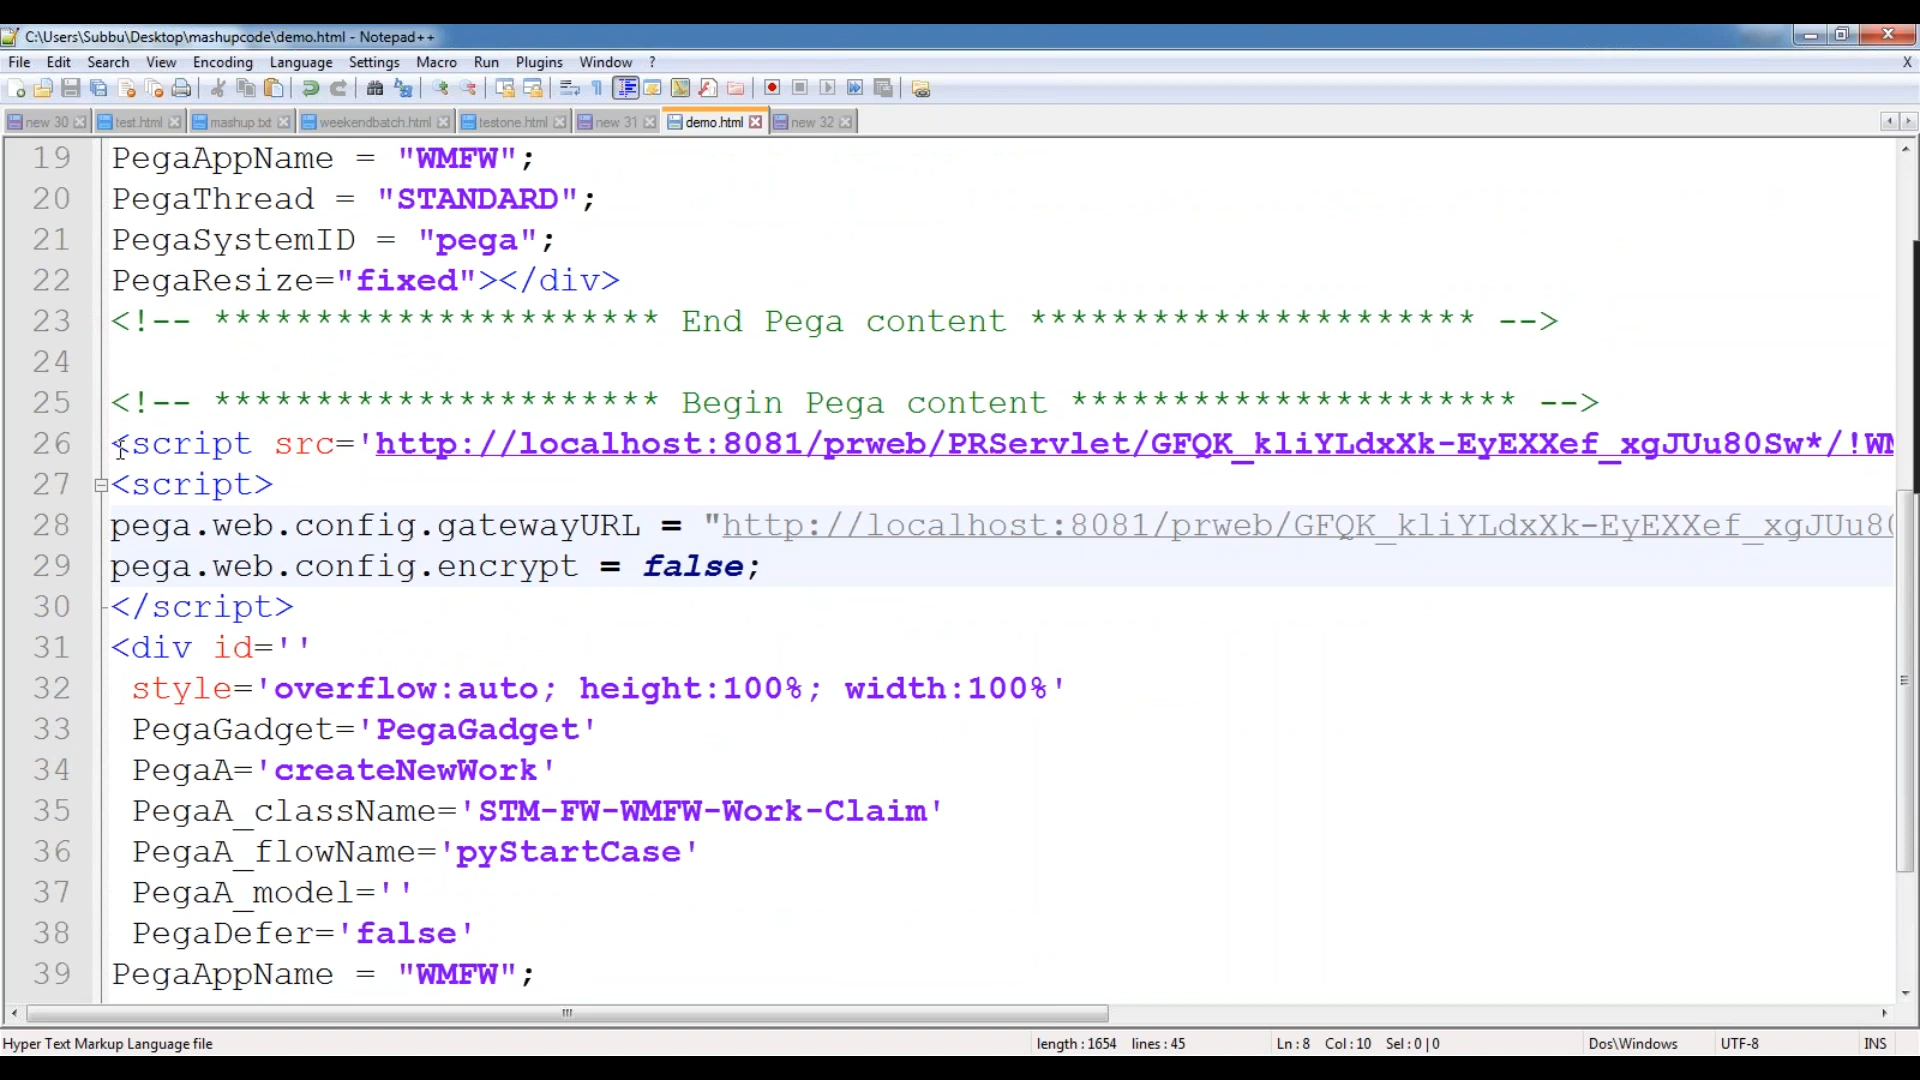 C:\Users\Subbu\Desktop\mashupcode\demo.html - Notepad++
File Edit Search View Encoding Language Settings Macro Run Plugins Window ? X
new 30 test.html mashup.txt weekendbatch.html testone.html new 31 demo.html new 32
19 PegaAppName = "WMFW";
20 PegaThread = "STANDARD";
21 PegaSystemID = "pega";
22 PegaResize="fixed"></div>
23 <!-- ********************** End Pega content ********************** -->
24
25 <!-- ********************** Begin Pega content ********************** -->
26 <script src='http://localhost:8081/prweb/PRServlet/GFQK_kliYLdxXk-EyEXXef_xgJUu80Sw*/!WM
27 <script>
28 pega.web.config.gatewayURL = "http://localhost:8081/prweb/GFQK_kliYLdxXk-EyEXXef_xgJUu80
29 pega.web.config.encrypt = false;
30 </script>
31 <div id=''
32 style='overflow:auto; height:100%; width:100%'
33 PegaGadget='PegaGadget'
34 PegaA='createNewWork'
35 PegaA_className='STM-FW-WMFW-Work-Claim'
36 PegaA_flowName='pyStartCase'
37 PegaA_model=''
38 PegaDefer='false'
39 PegaAppName = "WMFW";
Hyper Text Markup Language file length : 1654 lines : 45 Ln : 8 Col : 10 Sel : 0 | 0 Dos\Windows UTF-8 INS